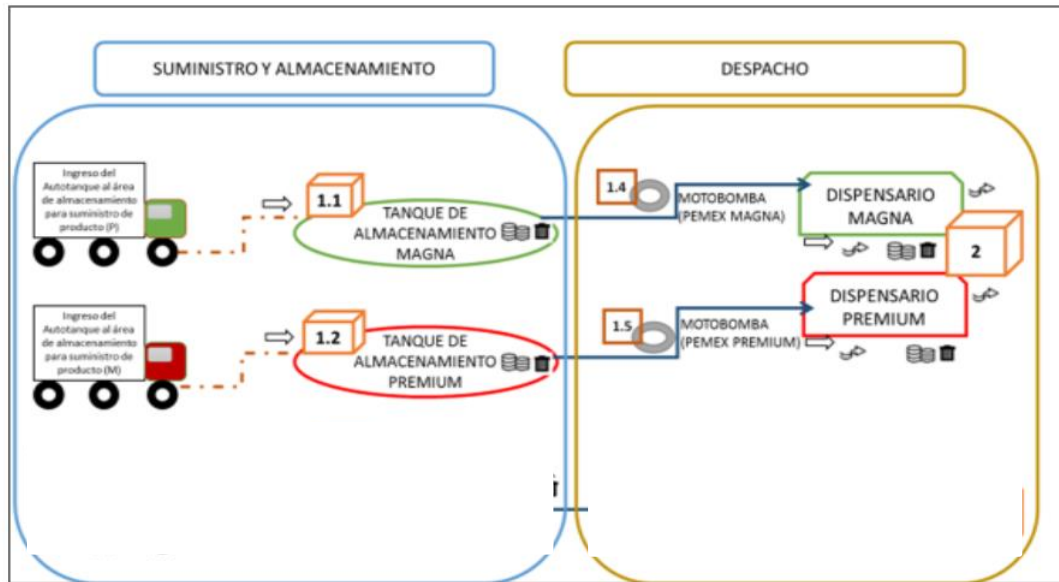 SUMINISTRO Y ALMACENAMIENTO
DESPACHO
Ingreso del
Autotanque al área
de almacenamiento
para suministro de
producto (P)
1.1
TANQUE DE
ALMACENAMIENTO
MAGNA
1.4
MOTOBOMBA
(PEMEX MAGNA)
DISPENSARIO
MAGNA
2
Ingreso del
Autotanque al área
de almacenamiento
para suministro de
producto (M)
1.2
TANQUE DE
ALMACENAMIENTO
PREMIUM
1.5
MOTOBOMBA
(PEMEX PREMIUM)
DISPENSARIO
PREMIUM